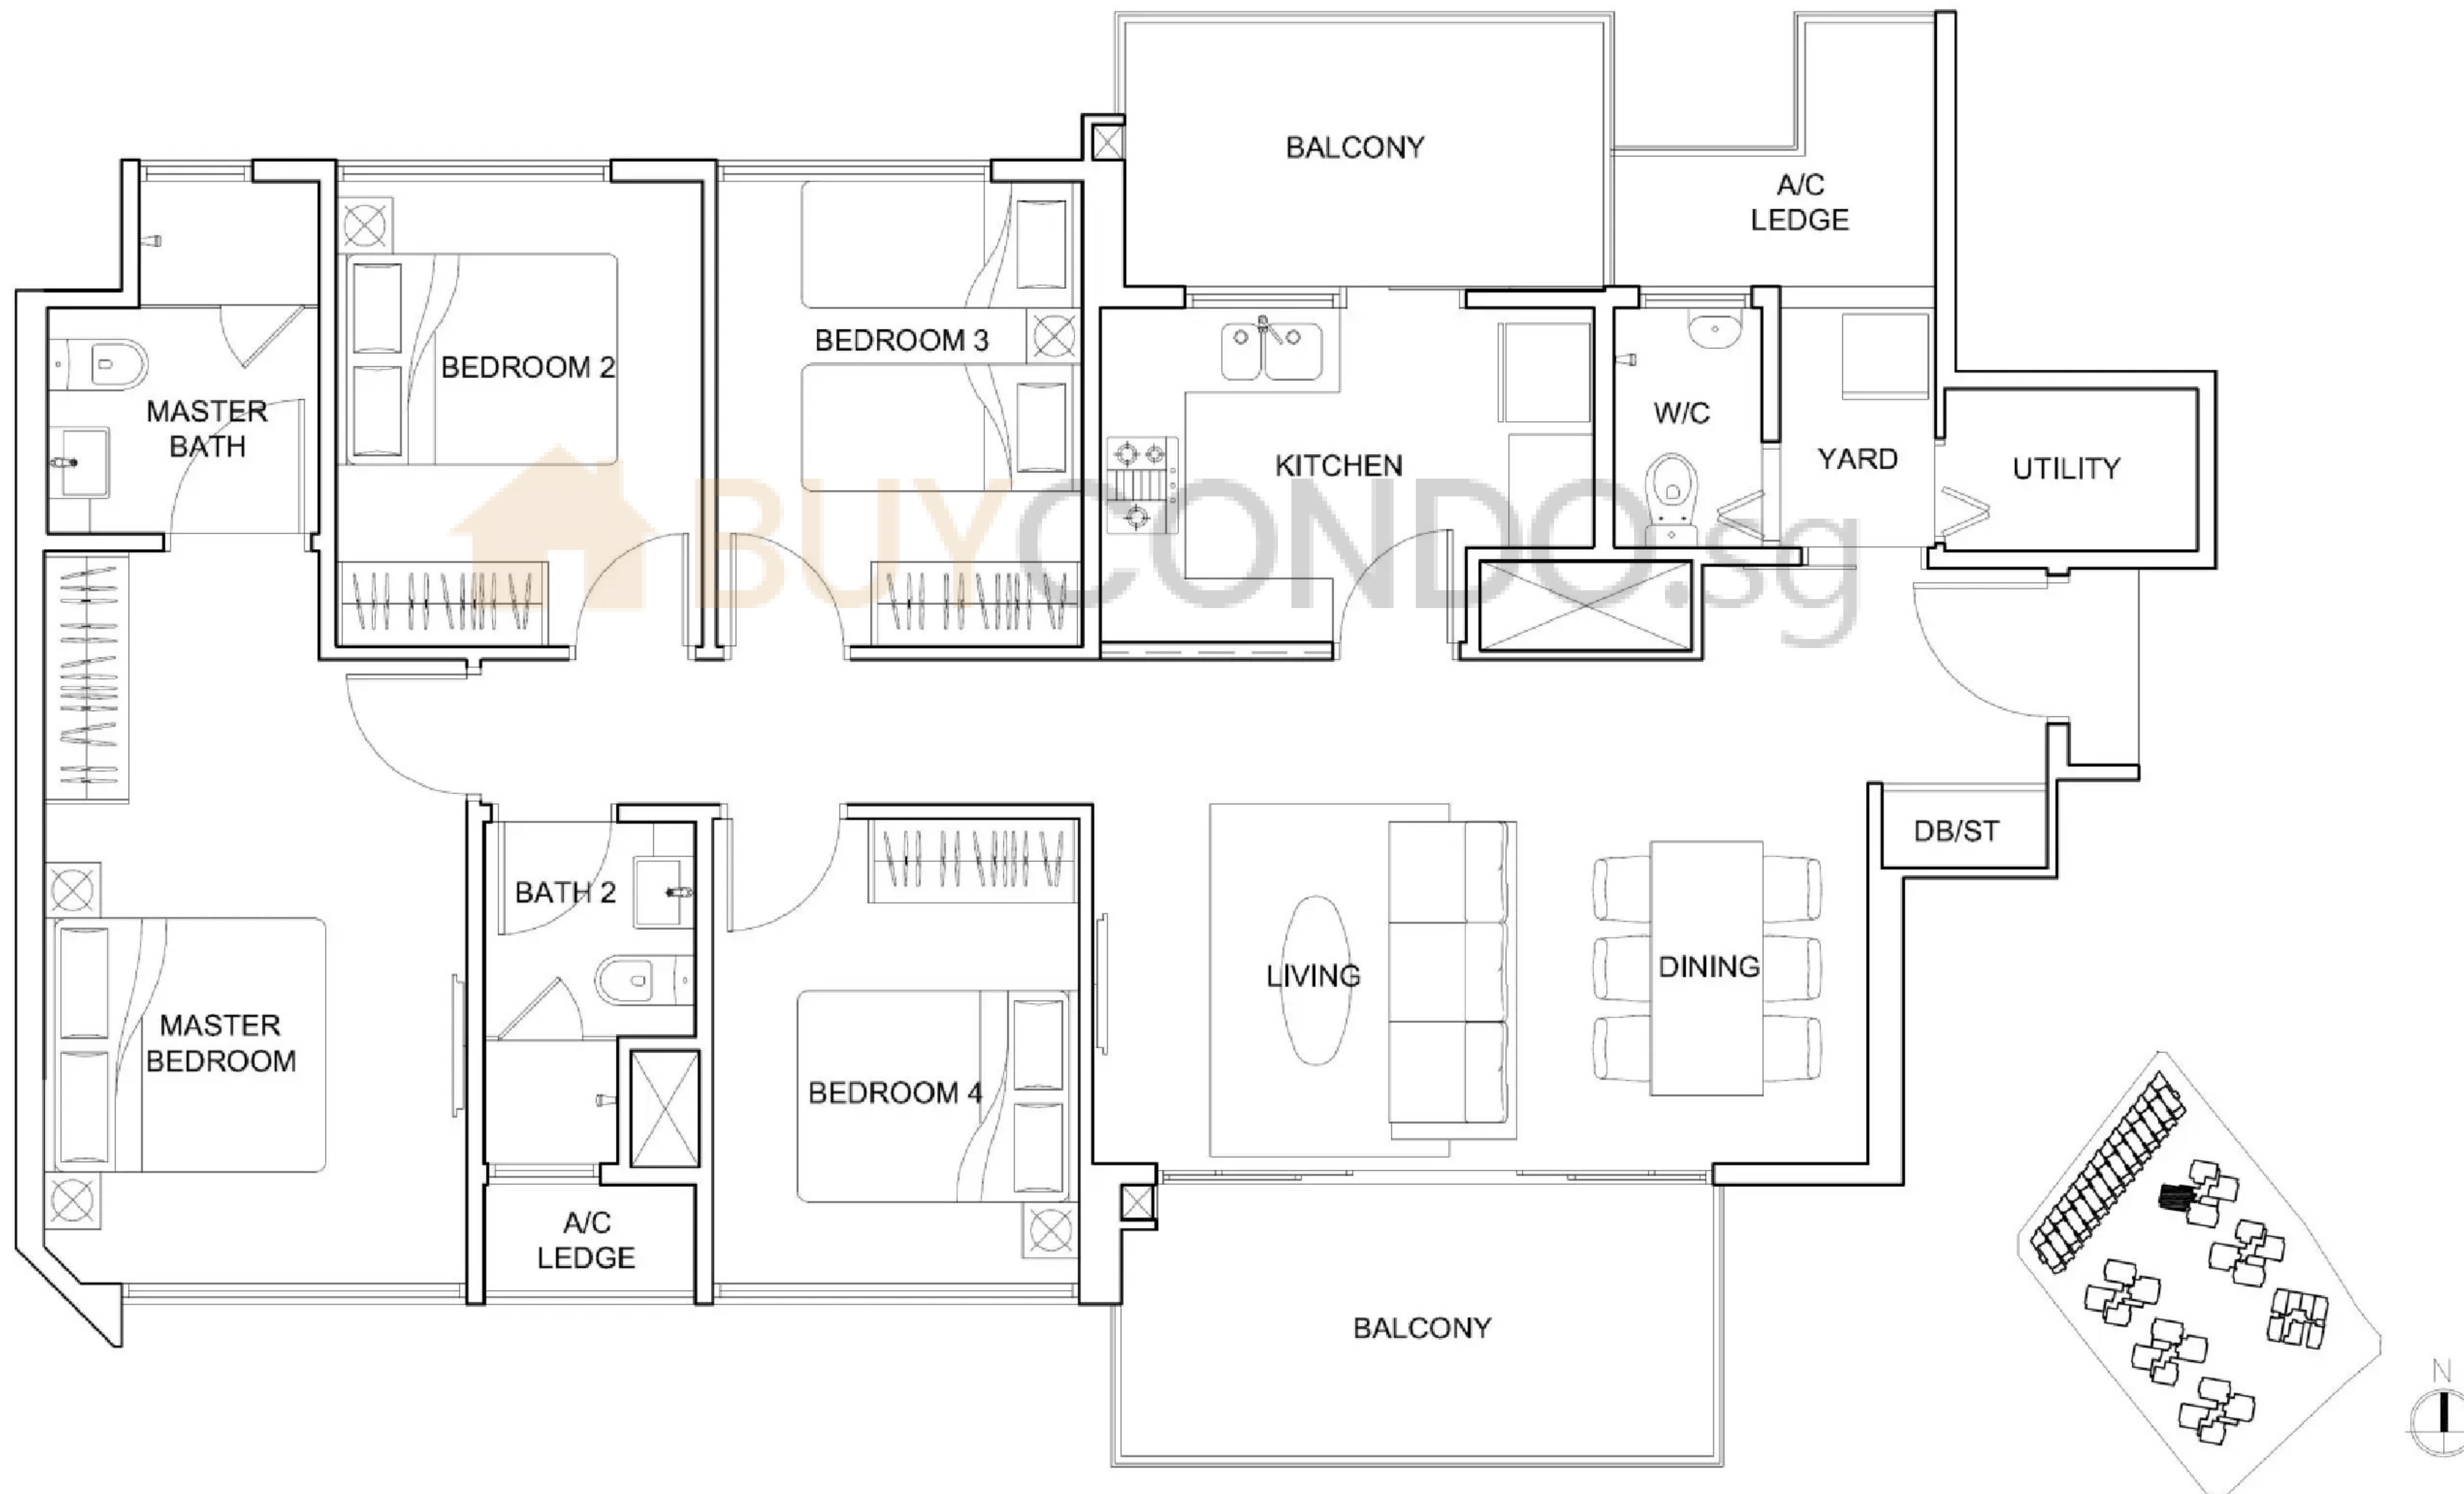 BALCONY
A/C
LEDGE
BEDROOM 3
BEDROOM 2
MASTER
BATH
W/C
KITCHEN
YARD
UTILITY
BUYCONDO.sg
DB/ST
BATH 2
LIVING
DINING
MASTER
BEDROOM
BEDROOM 4
A/C
LEDGE
BALCONY
N